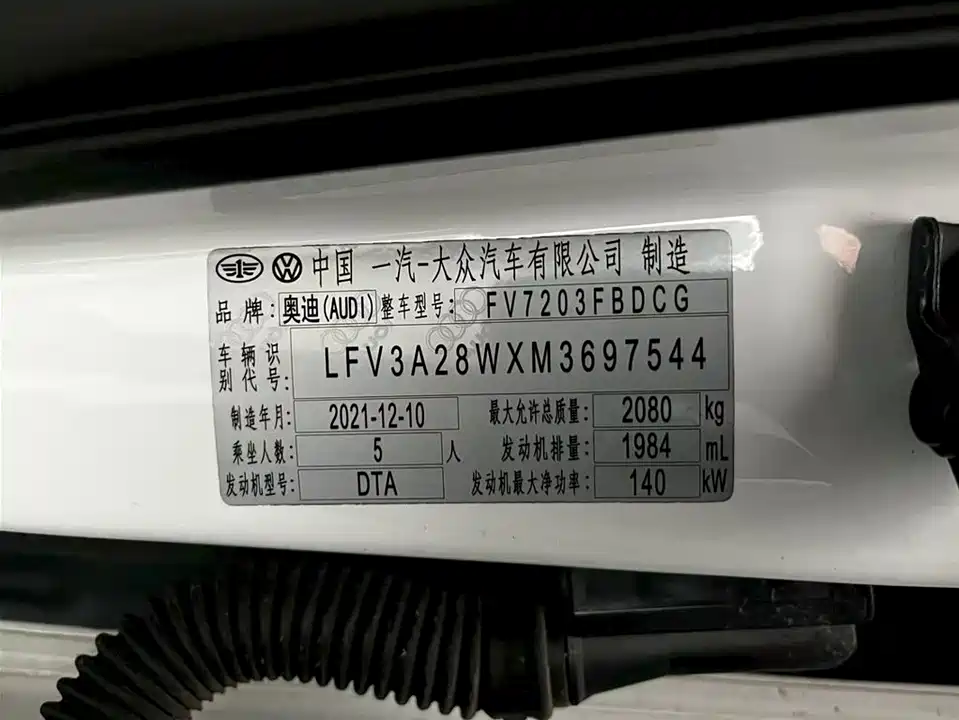 中国 一汽-大众汽车有限公司 制造
品 牌: 奥迪(AUDI) 整车型号: FV7203FBDCG
车辆识别代号: LFV3A28WXM3697544
制造年月: 2021-12-10 最大允许总质量: 2080 kg
乘坐人数: 5 人 发动机排量: 1984 mL
发动机型号: DTA 发动机最大净功率: 140 kW